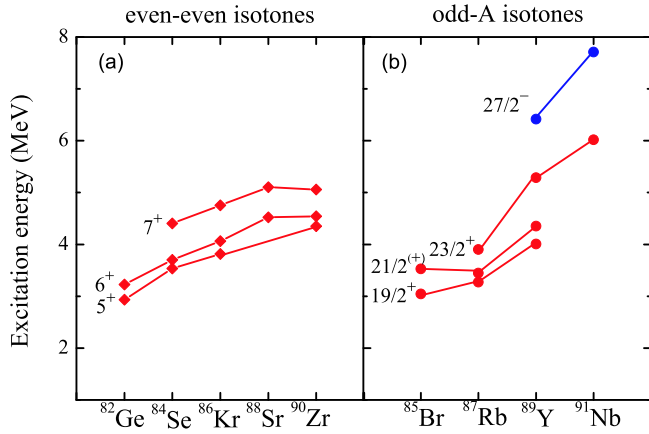 even-even isotones
odd-A isotones
Excitation energy (MeV)
8
6
4
2
(a)
7⁺
6⁺
5⁺
(b)
27/2⁻
23/2⁺
21/2⁽⁺⁾
19/2⁺
⁸²Ge
⁸⁴Se
⁸⁶Kr
⁸⁸Sr
⁹⁰Zr
⁸⁵Br
⁸⁷Rb
⁸⁹Y
⁹¹Nb